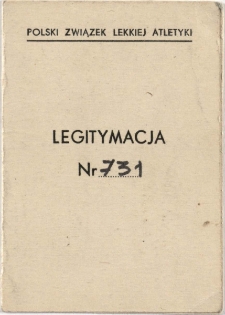 POLSKI ZWIĄZEK LEKKIEJ ATLETYKI
LEGITYMACJA
Nr 731